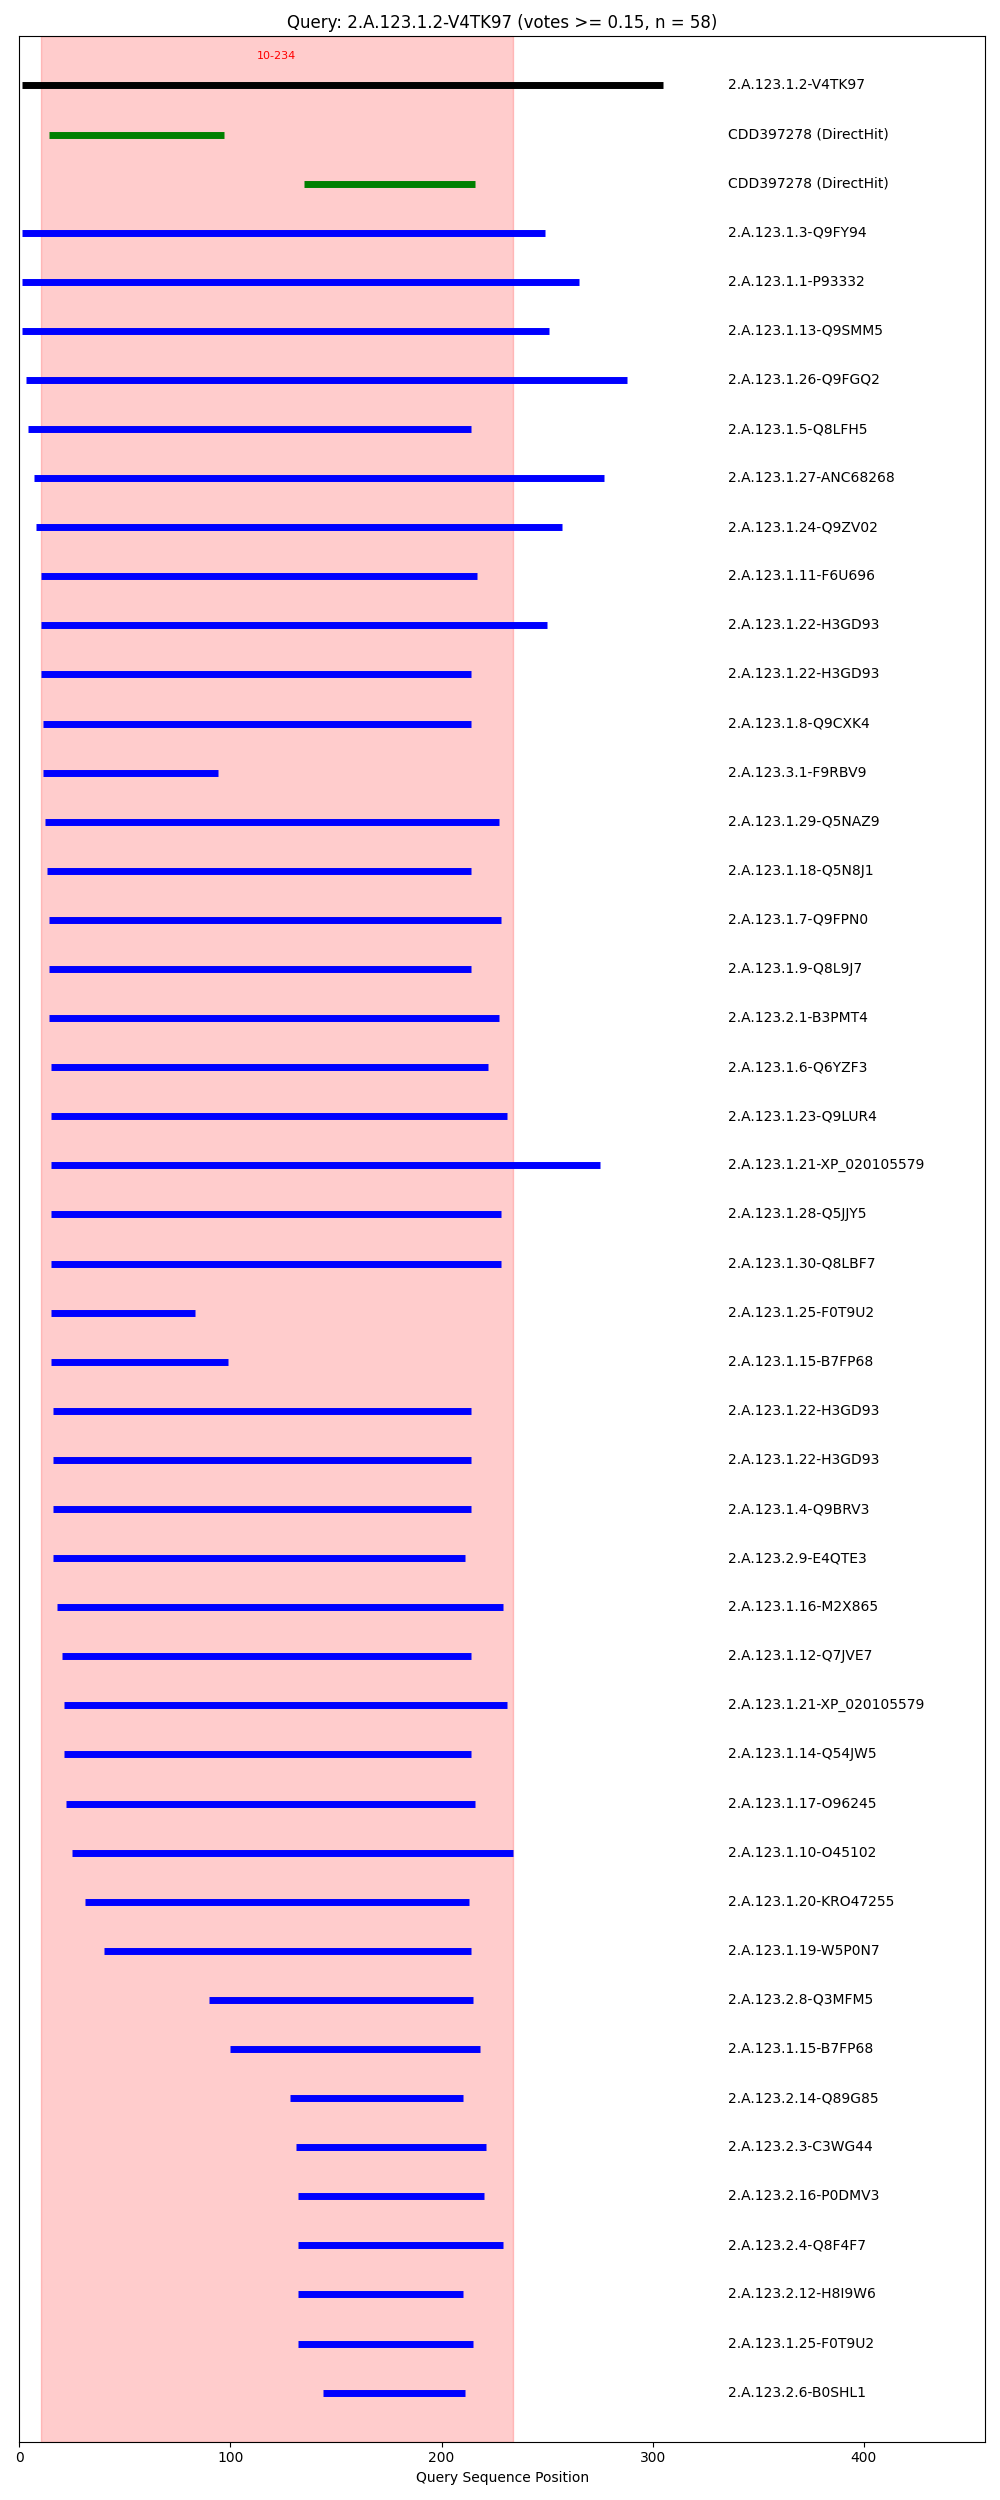 Query: 2.A.123.1.2-V4TK97 (votes >= 0.15, n = 58)
10-234
2.A.123.1.2-V4TK97
CDD397278 (DirectHit)
CDD397278 (DirectHit)
2.A.123.1.3-Q9FY94
2.A.123.1.1-P93332
2.A.123.1.13-Q9SMM5
2.A.123.1.26-Q9FGQ2
2.A.123.1.5-Q8LFH5
2.A.123.1.27-ANC68268
2.A.123.1.24-Q9ZV02
2.A.123.1.11-F6U696
2.A.123.1.22-H3GD93
2.A.123.1.22-H3GD93
2.A.123.1.8-Q9CXK4
2.A.123.3.1-F9RBV9
2.A.123.1.29-Q5NAZ9
2.A.123.1.18-Q5N8J1
2.A.123.1.7-Q9FPN0
2.A.123.1.9-Q8L9J7
2.A.123.2.1-B3PMT4
2.A.123.1.6-Q6YZF3
2.A.123.1.23-Q9LUR4
2.A.123.1.21-XP_020105579
2.A.123.1.28-Q5JJY5
2.A.123.1.30-Q8LBF7
2.A.123.1.25-F0T9U2
2.A.123.1.15-B7FP68
2.A.123.1.22-H3GD93
2.A.123.1.22-H3GD93
2.A.123.1.4-Q9BRV3
2.A.123.2.9-E4QTE3
2.A.123.1.16-M2X865
2.A.123.1.12-Q7JVE7
2.A.123.1.21-XP_020105579
2.A.123.1.14-Q54JW5
2.A.123.1.17-O96245
2.A.123.1.10-O45102
2.A.123.1.20-KRO47255
2.A.123.1.19-W5P0N7
2.A.123.2.8-Q3MFM5
2.A.123.1.15-B7FP68
2.A.123.2.14-Q89G85
2.A.123.2.3-C3WG44
2.A.123.2.16-P0DMV3
2.A.123.2.4-Q8F4F7
2.A.123.2.12-H8I9W6
2.A.123.1.25-F0T9U2
2.A.123.2.6-B0SHL1
0 100 200 300 400
Query Sequence Position